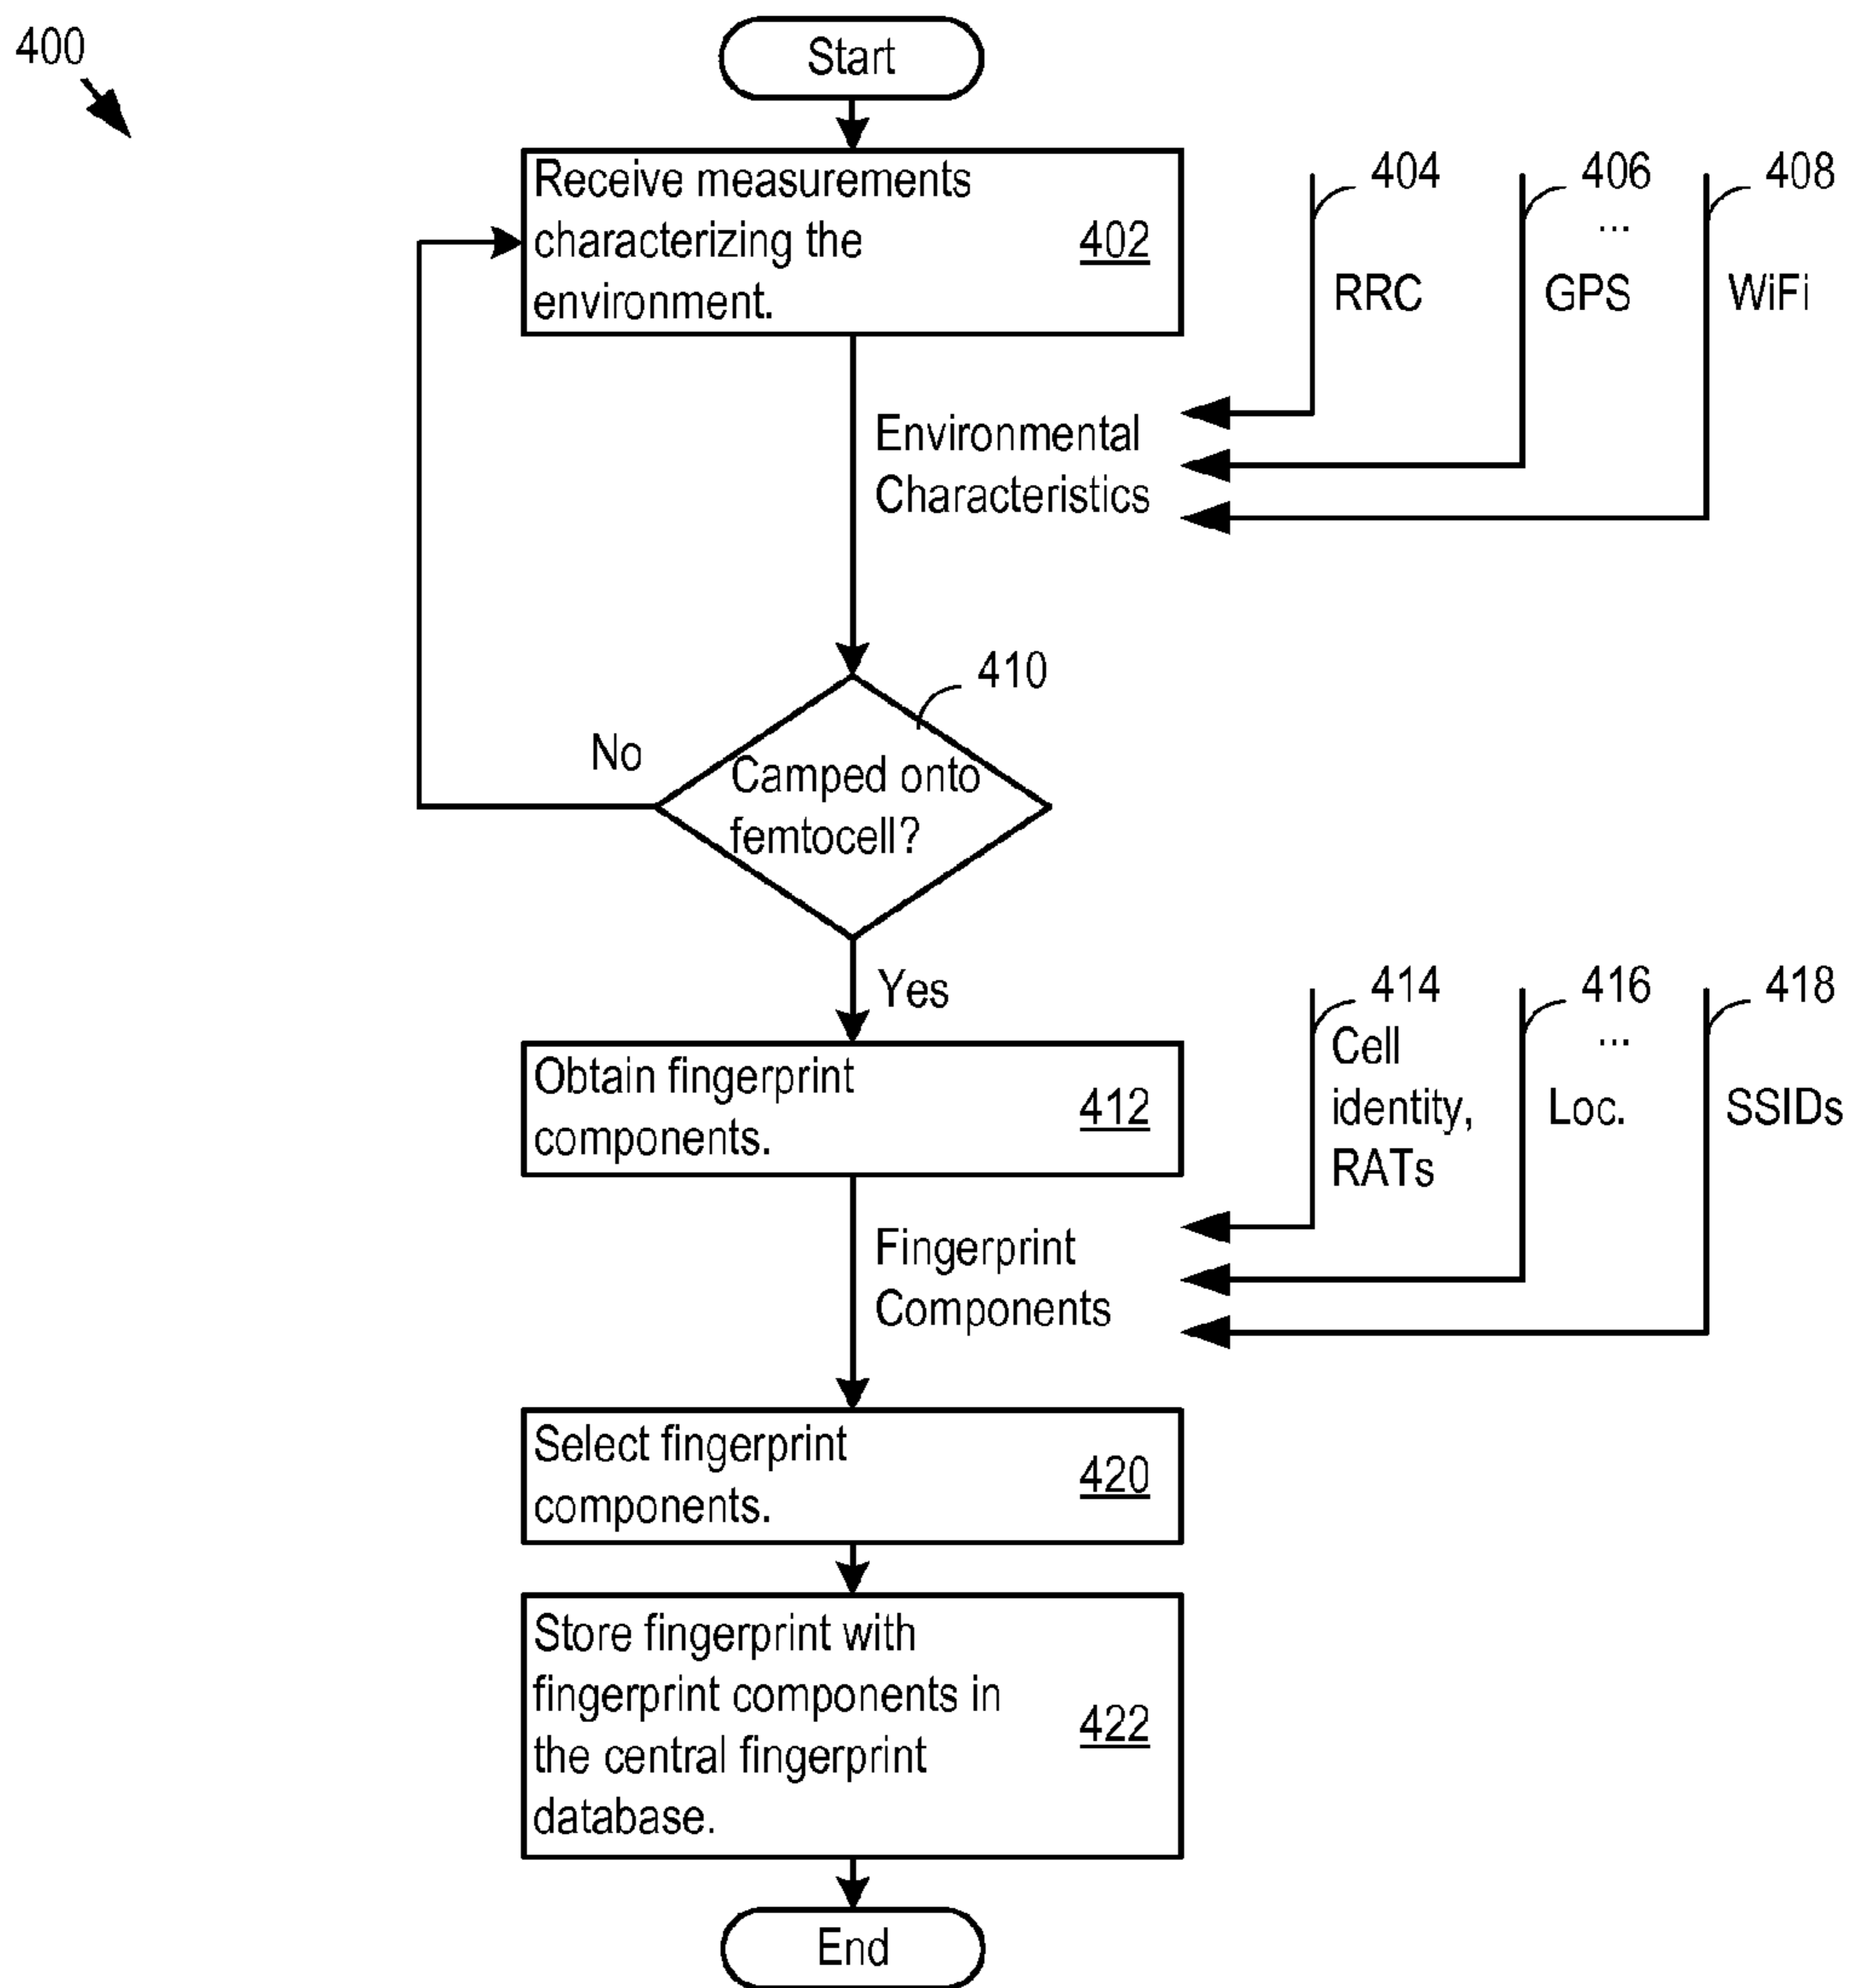 400
Start
Receive measurements
characterizing the
environment.
402
404
406
408
...
RRC
GPS
WiFi
Environmental
Characteristics
410
No
Camped onto
femtocell?
Yes
414
416
418
Cell
identity,
RATs
...
Loc.
SSIDs
Obtain fingerprint
components.
412
Fingerprint
Components
Select fingerprint
components.
420
Store fingerprint with
fingerprint components in
the central fingerprint
database.
422
End